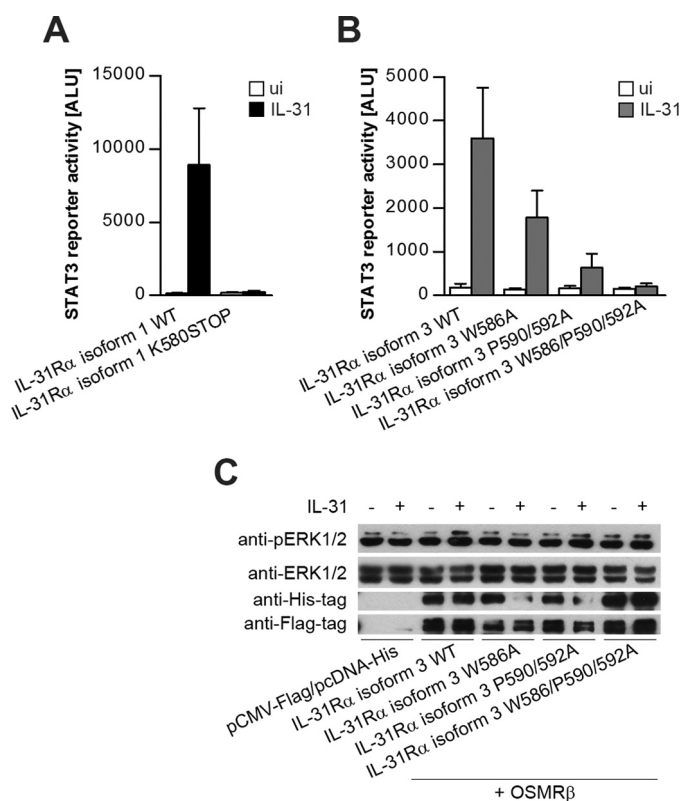 A
STAT3 reporter activity [ALU]
15000
10000
5000
0
ui
IL-31
IL-31Rα isoform 1 WT
IL-31Rα isoform 1 K580STOP
B
STAT3 reporter activity [ALU]
5000
4000
3000
2000
1000
0
ui
IL-31
IL-31Rα isoform 3 WT
IL-31Rα isoform 3 W586A
IL-31Rα isoform 3 P590/592A
IL-31Rα isoform 3 W586/P590/592A
C
IL-31 - + - + - + - + - +
anti-pERK1/2
anti-ERK1/2
anti-His-tag
anti-Flag-tag
pCMV-Flag/pcDNA-His
IL-31Rα isoform 3 WT
IL-31Rα isoform 3 W586A
IL-31Rα isoform 3 P590/592A
IL-31Rα isoform 3 W586/P590/592A
+ OSMRβ